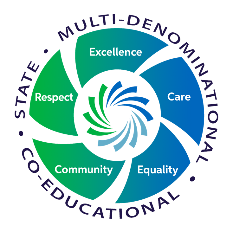 STATE • MULTI-DENOMINATIONAL • CO-EDUCATIONAL •
Excellence
Respect
Care
Community
Equality